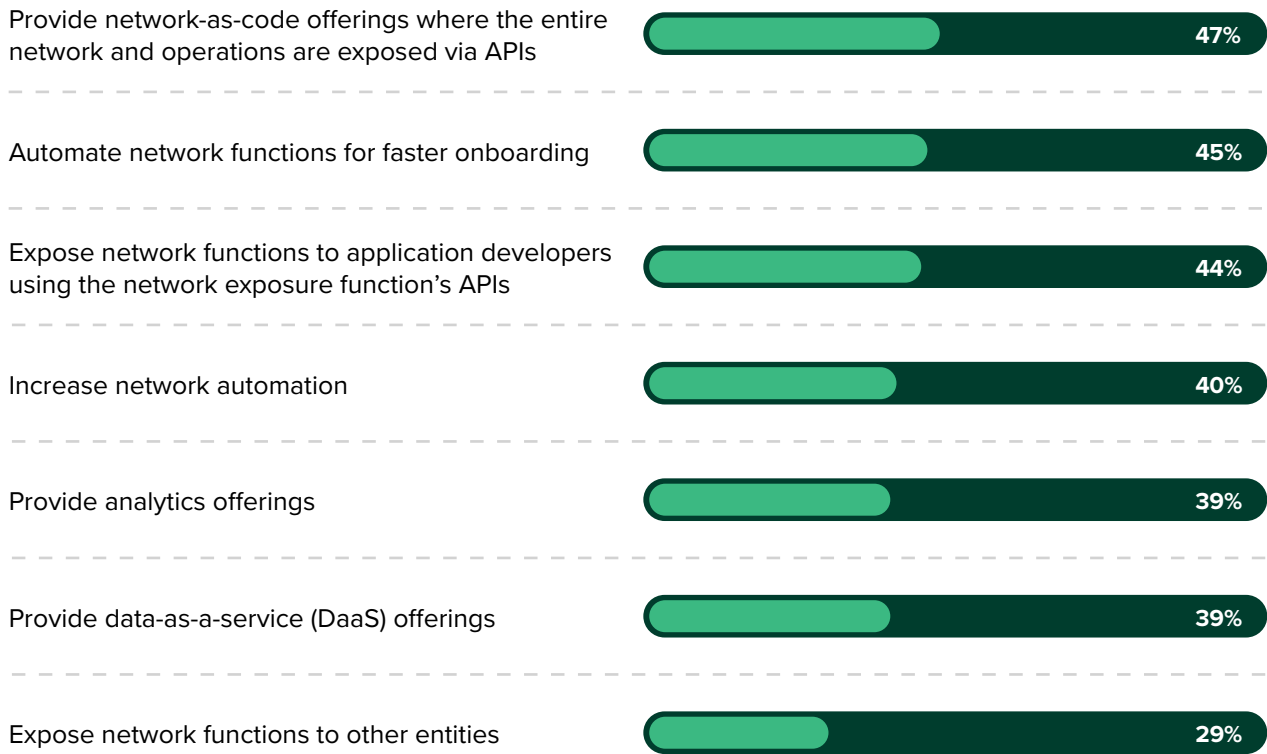 Provide network-as-code offerings where the entire
network and operations are exposed via APIs
47%
Automate network functions for faster onboarding
45%
Expose network functions to application developers
using the network exposure function’s APIs
44%
Increase network automation
40%
Provide analytics offerings
39%
Provide data-as-a-service (DaaS) offerings
39%
Expose network functions to other entities
29%